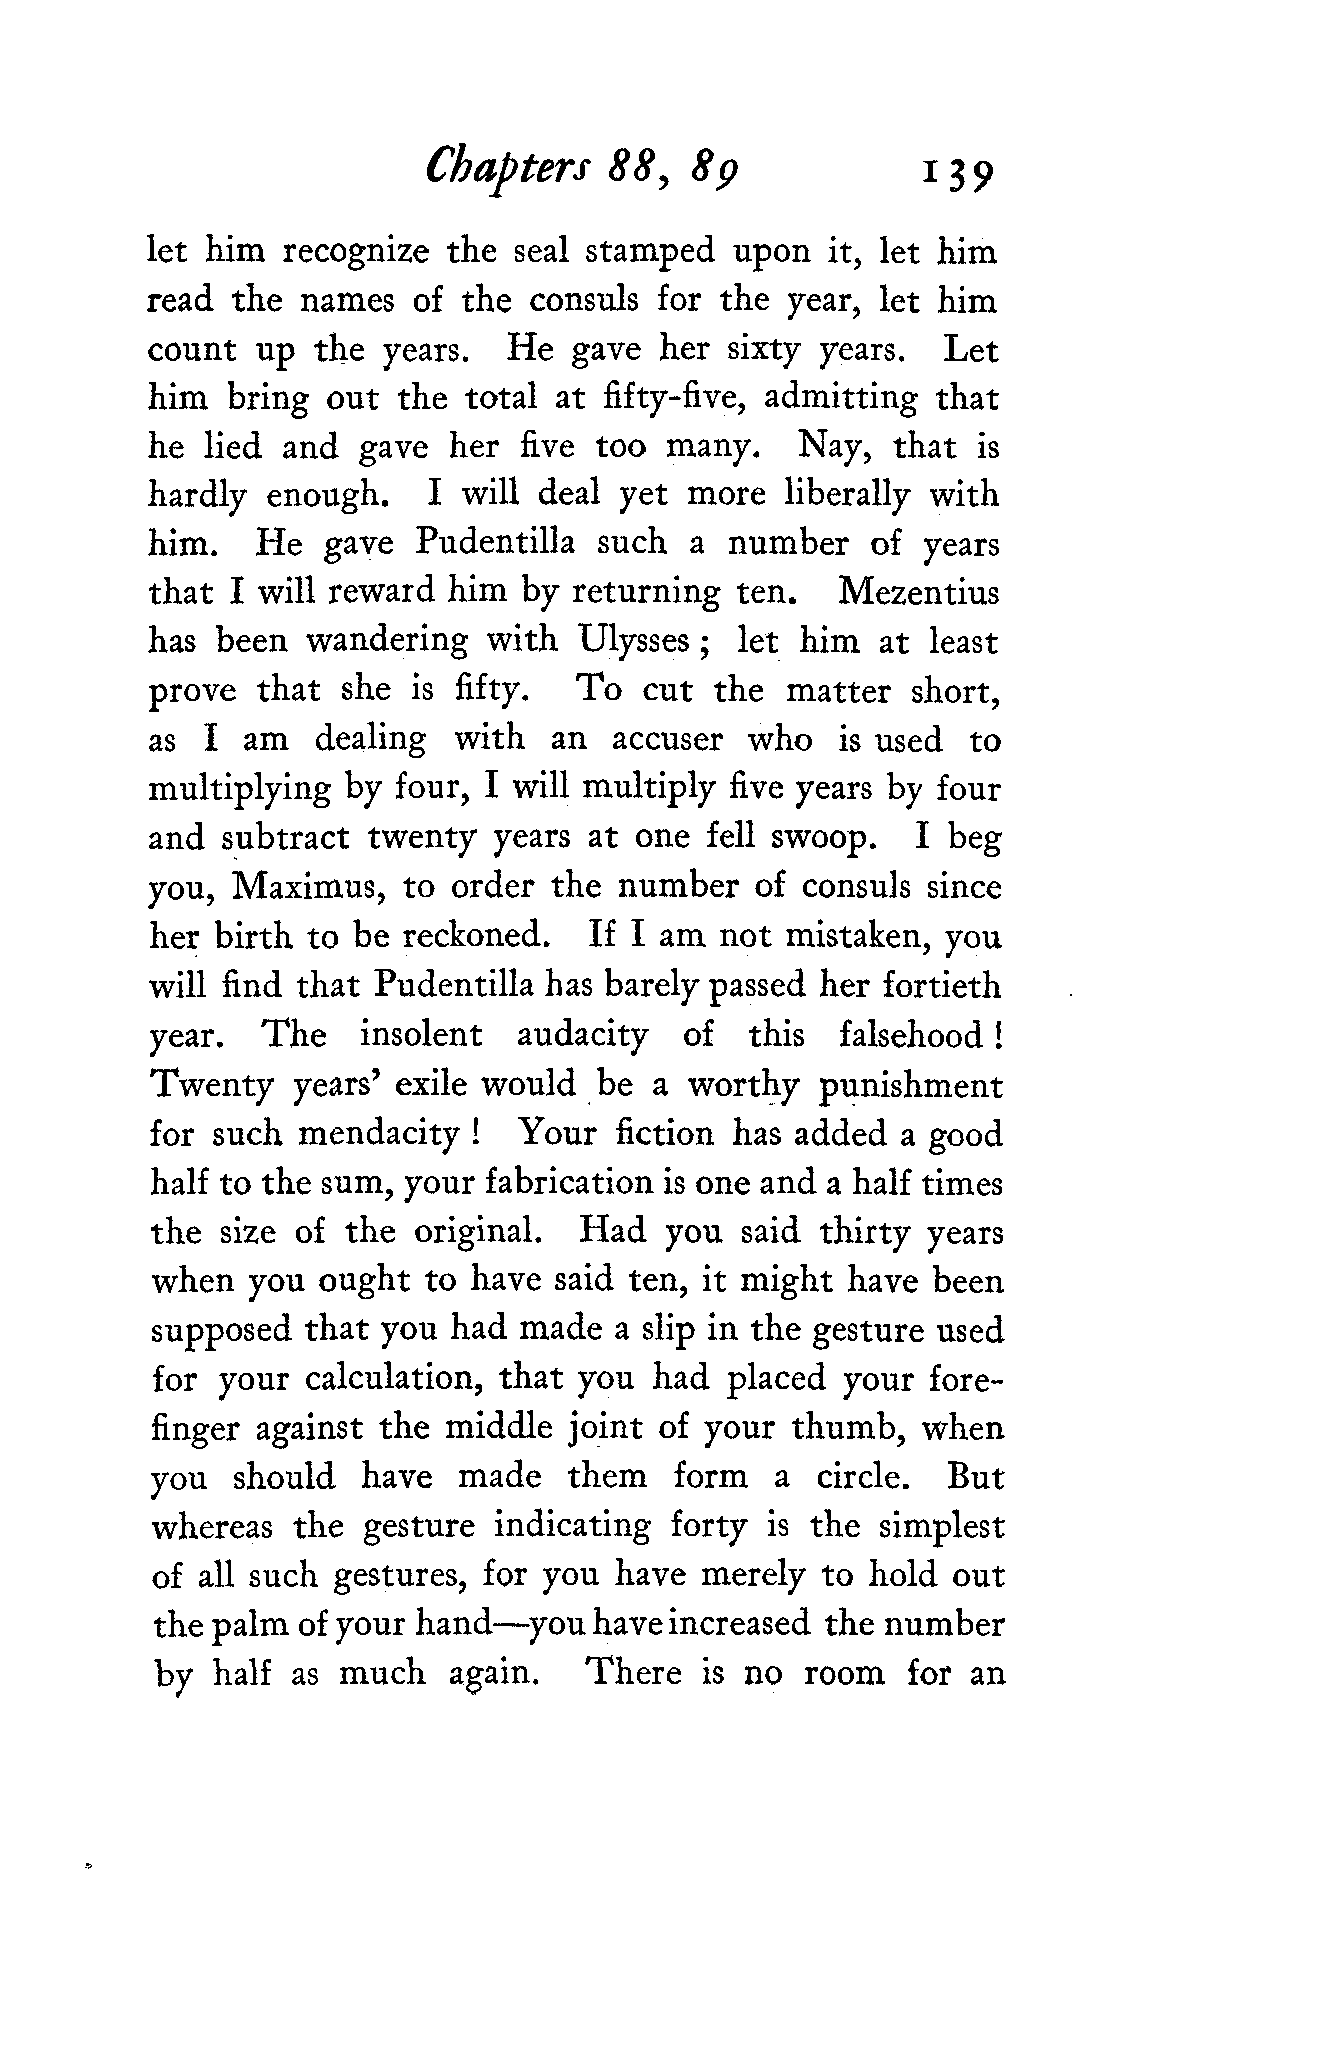 Chapters 88, 89 139
let him recognize the seal stamped upon it, let him
read the names of the consuls for the year, let him
count up the years. He gave her sixty years. Let
him bring out the total at fifty-five, admitting that
he lied and gave her five too many. Nay, that is
hardly enough. I will deal yet more liberally with
him. He gave Pudentilla such a number of years
that I will reward him by returning ten. Mezentius
has been wandering with Ulysses ; let him at least
prove that she is fifty. To cut the matter short,
as I am dealing with an accuser who is used to
multiplying by four, I will multiply five years by four
and subtract twenty years at one fell swoop. I beg
you, Maximus, to order the number of consuls since
her birth to be reckoned. If I am not mistaken, you
will find that Pudentilla has barely passed her fortieth
year. The insolent audacity of this falsehood !
Twenty years' exile would be a worthy punishment
for such mendacity ! Your fiction has added a good
half to the sum, your fabrication is one and a half times
the size of the original. Had you said thirty years
when you ought to have said ten, it might have been
supposed that you had made a slip in the gesture used
for your calculation, that you had placed your fore-
finger against the middle joint of your thumb, when
you should have made them form a circle. But
whereas the gesture indicating forty is the simplest
of all such gestures, for you have merely to hold out
the palm of your hand—you have increased the number
by half as much again. There is no room for an